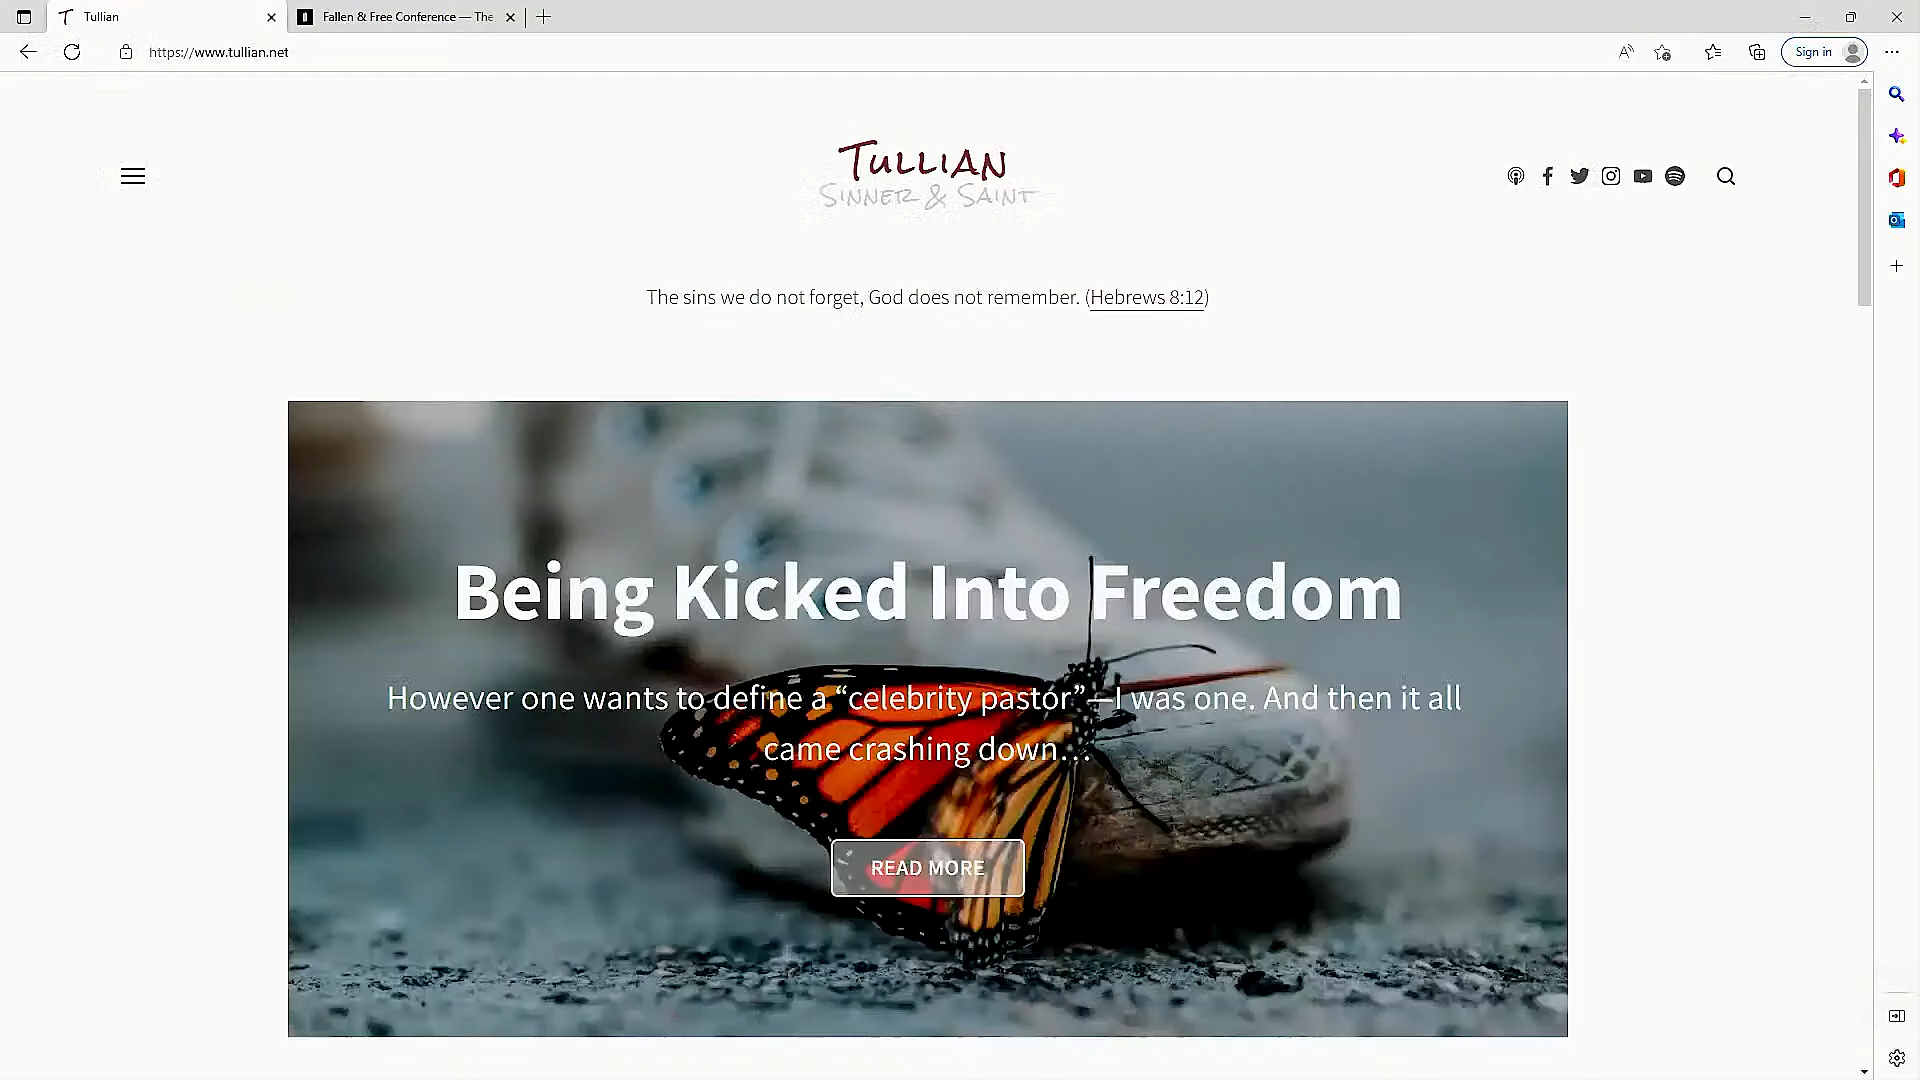 Tullian
Fallen & Free Conference — The
https://www.tullian.net
Sign in
TULLIAN
SINNER & SAINT
The sins we do not forget, God does not remember. (Hebrews 8:12)
Being Kicked Into Freedom
However one wants to define a “celebrity pastor”—I was one. And then it all
came crashing down…
READ MORE